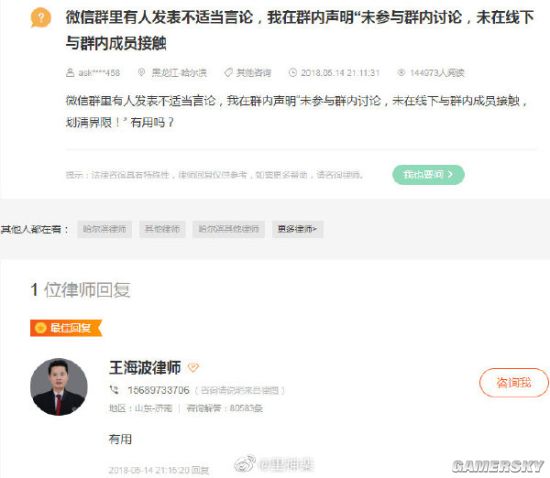 微信群里有人发表不适当言论，我在群内声明“未参与群内讨论，未在线下
与群内成员接触
ask****458 黑龙江-哈尔滨 其他咨询 2018.05.14 21:11:31 144973人阅读
微信群里有人发表不适当言论，我在群内声明“未参与群内讨论，未在线下与群内成员接触，
划清界限！”有用吗？
提示：法律咨询具有特殊性，律师回复仅供参考，如需更多帮助，请咨询律师。 我也要问 >
其他人都在看： 哈尔滨律师 其他律师 哈尔滨其他律师 更多律师>
1 位律师回复
最佳回复
王海波律师
15689733706 （咨询请说明来自律图） 咨询我
地区：山东-济南 | 咨询解答：80583条
有用
2018-05-14 21:15:20 回复
GAMERSKY